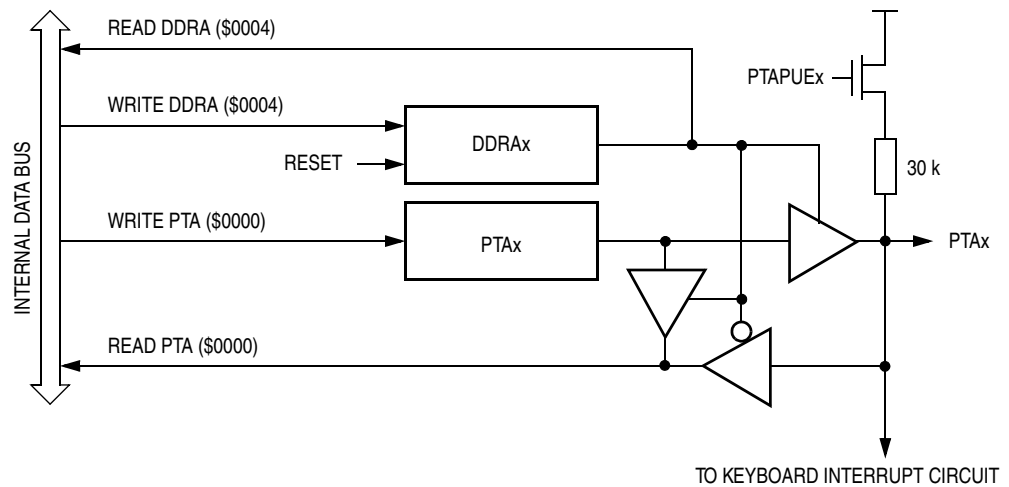 READ DDRA ($0004)
PTAPUEx
WRITE DDRA ($0004)
DDRAx
RESET
30 k
INTERNAL DATA BUS
WRITE PTA ($0000)
PTAx
PTAx
READ PTA ($0000)
TO KEYBOARD INTERRUPT CIRCUIT